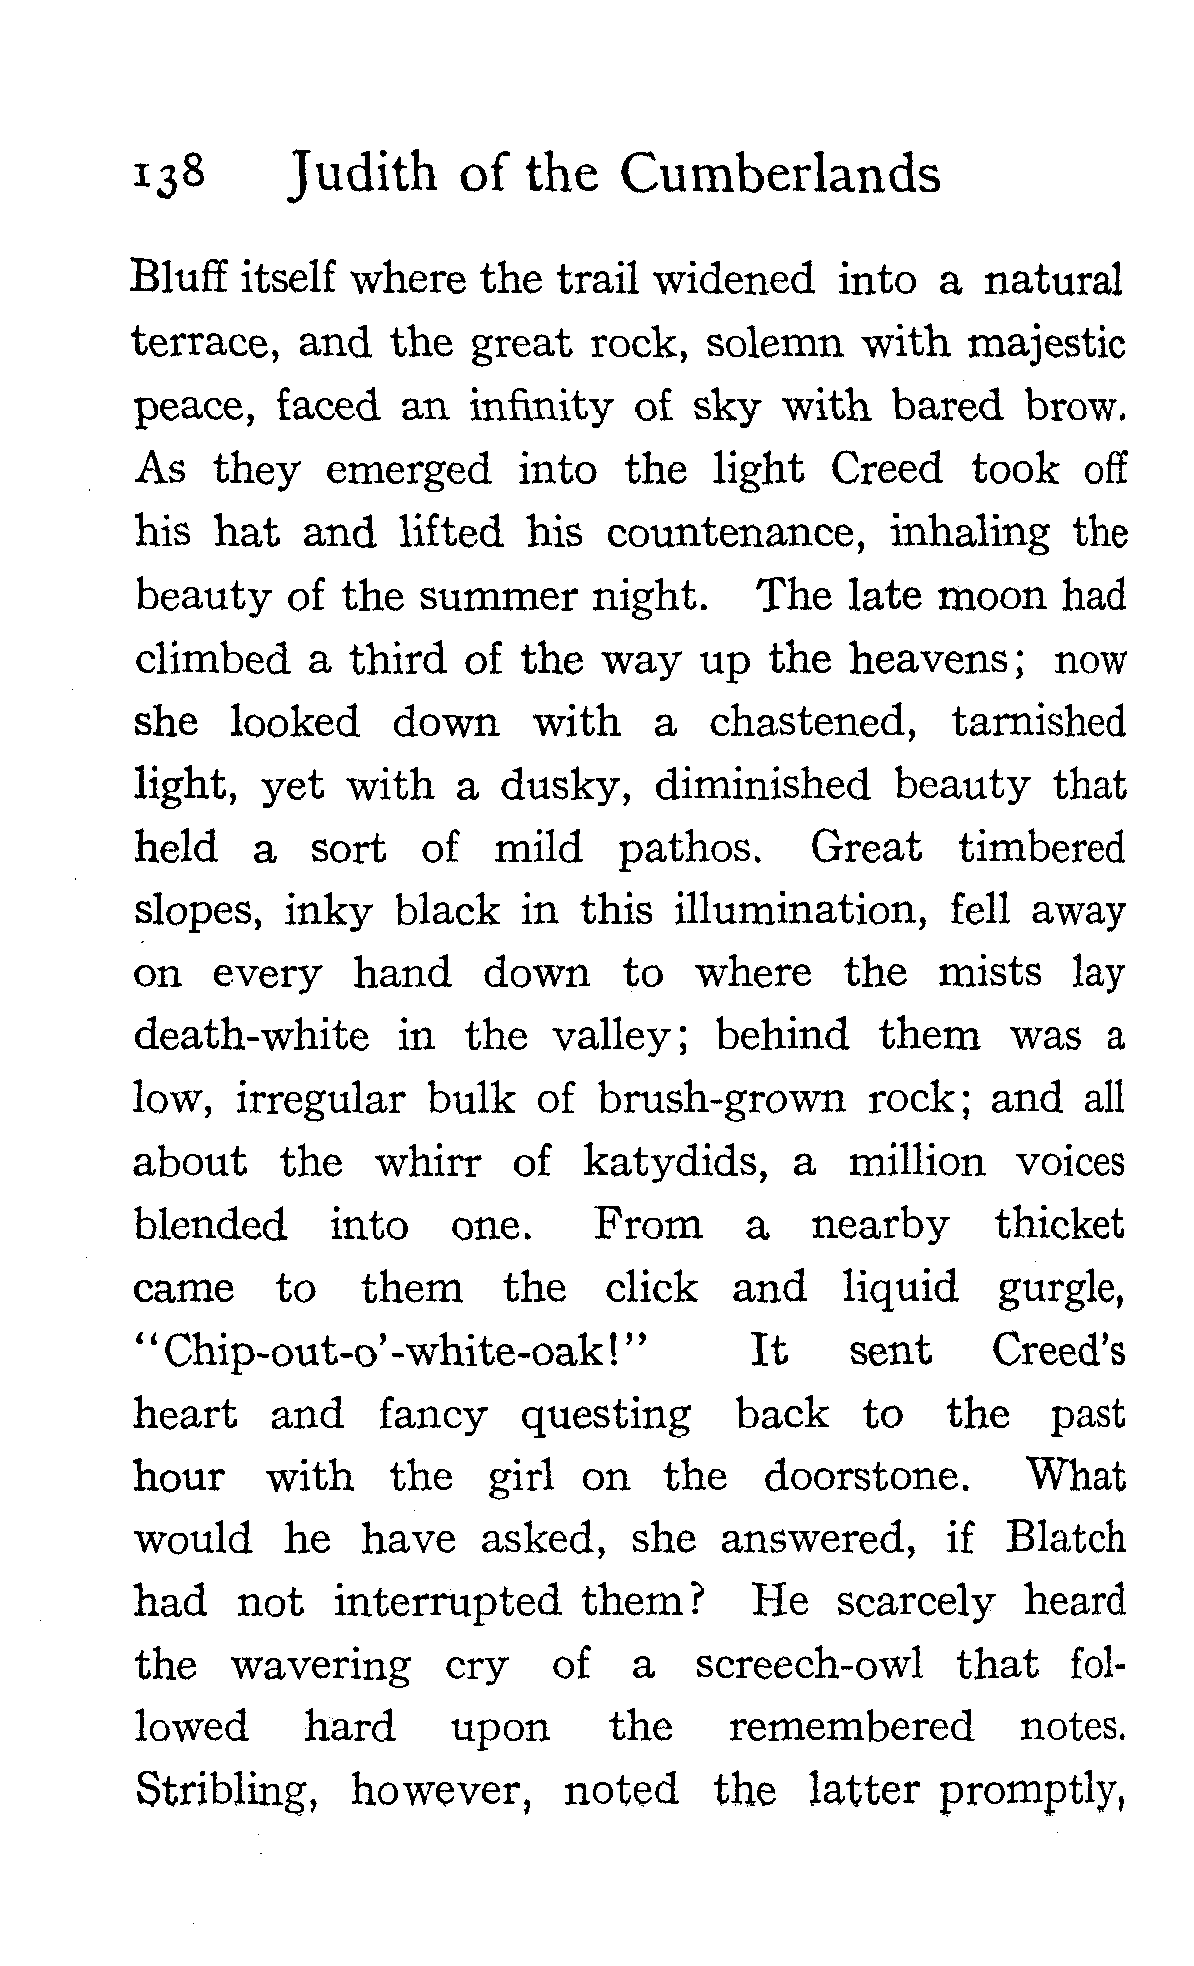 138 Judith of the Cumberlands
Bluff itself where the trail widened into a natural
terrace, and the great rock, solemn with majestic
peace, faced an infinity of sky with bared brow.
As they emerged into the light Creed took off
his hat and lifted his countenance, inhaling the
beauty of the summer night. The late moon had
climbed a third of the way up the heavens; now
she looked down with a chastened, tarnished
light, yet with a dusky, diminished beauty that
held a sort of mild pathos. Great timbered
slopes, inky black in this illumination, fell away
on every hand down to where the mists lay
death-white in the valley; behind them was a
low, irregular bulk of brush-grown rock; and all
about the whirr of katydids, a million voices
blended into one. From a nearby thicket
came to them the click and liquid gurgle,
"Chip-out-o'-white-oak!" It sent Creed's
heart and fancy questing back to the past
hour with the girl on the doorstone. What
would he have asked, she answered, if Blatch
had not interrupted them? He scarcely heard
the wavering cry of a screech-owl that fol-
lowed hard upon the remembered notes.
Stribling, however, noted the latter promptly,